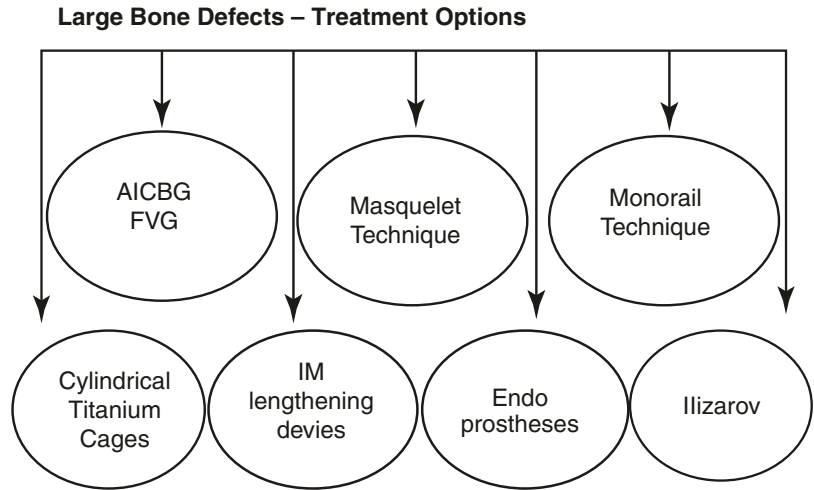 Large Bone Defects – Treatment Options
AICBG
FVG
Masquelet
Technique
Monorail
Technique
Cylindrical
Titanium
Cages
IM
lengthening
devies
Endo
prostheses
Ilizarov